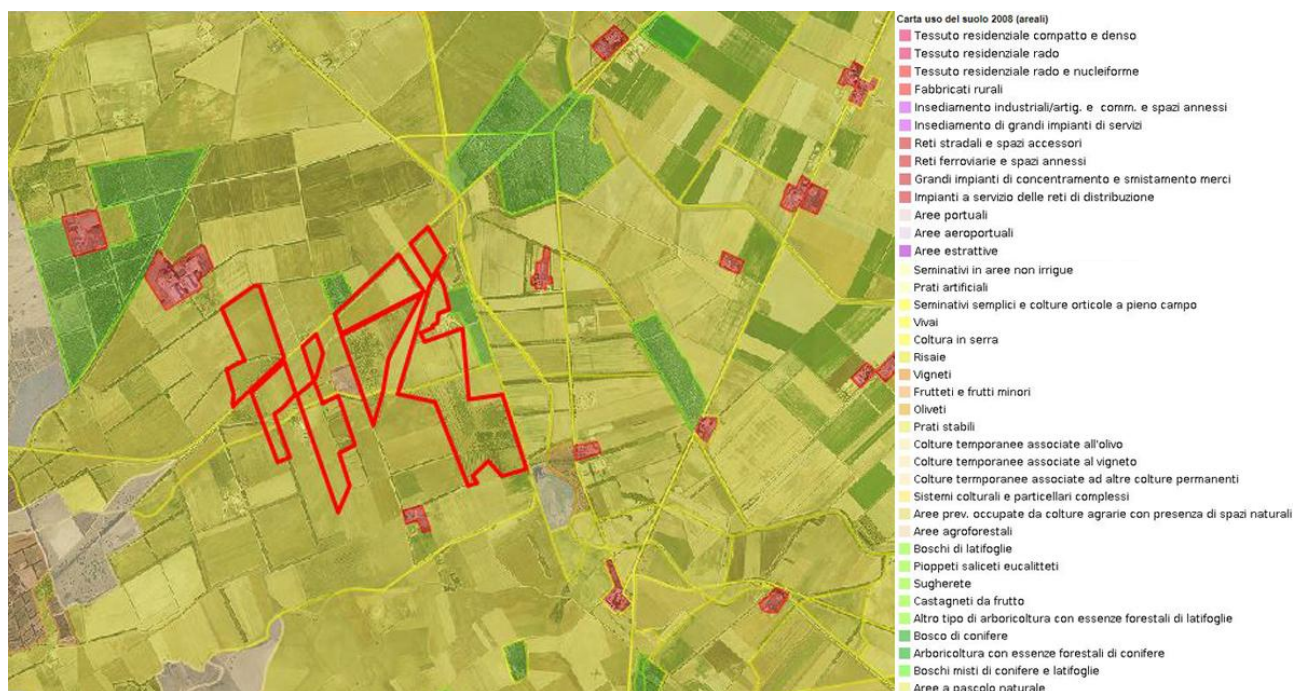 Carta uso del suolo 2008 (areali)
Tessuto residenziale compatto e denso
Tessuto residenziale rado
Tessuto residenziale rado e nucleiforme
Fabbricati rurali
Insediamento industriali/artig. e comm. e spazi annessi
Insediamento di grandi impianti di servizi
Reti stradali e spazi accessori
Reti ferroviarie e spazi annessi
Grandi impianti di concentramento e smistamento merci
Impianti a servizio delle reti di distribuzione
Aree portuali
Aree aeroportuali
Aree estrattive
Seminativi in aree non irrigue
Prati artificiali
Seminativi semplici e colture orticole a pieno campo
Vivai
Coltura in serra
Risaie
Vigneti
Frutteti e frutti minori
Oliveti
Prati stabili
Colture temporanee associate all'olivo
Colture temporanee associate al vigneto
Colture termporanee associate ad altre colture permanenti
Sistemi colturali e particellari complessi
Aree prev. occupate da colture agrarie con presenza di spazi naturali
Aree agroforestali
Boschi di latifoglie
Pioppeti saliceti eucalitteti
Sugherete
Castagneti da frutto
Altro tipo di arboricoltura con essenze forestali di latifoglie
Bosco di conifere
Arboricoltura con essenze forestali di conifere
Boschi misti di conifere e latifoglie
Aree a pascolo naturale